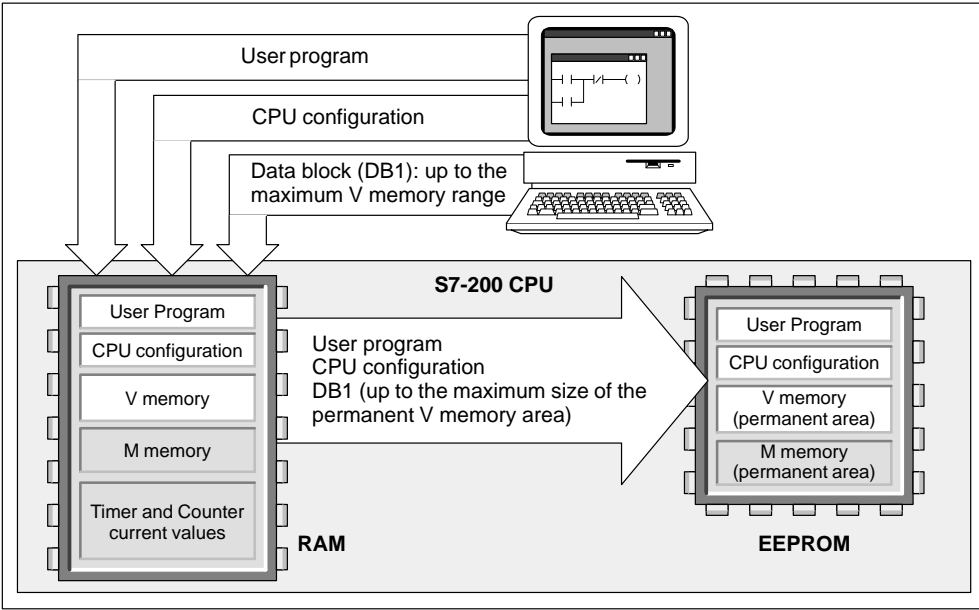 User program
CPU configuration
Data block (DB1): up to the
maximum V memory range
S7-200 CPU
User Program
CPU configuration
V memory
M memory
Timer and Counter
current values
RAM
User program
CPU configuration
DB1 (up to the maximum size of the
permanent V memory area)
User Program
CPU configuration
V memory
(permanent area)
M memory
(permanent area)
EEPROM